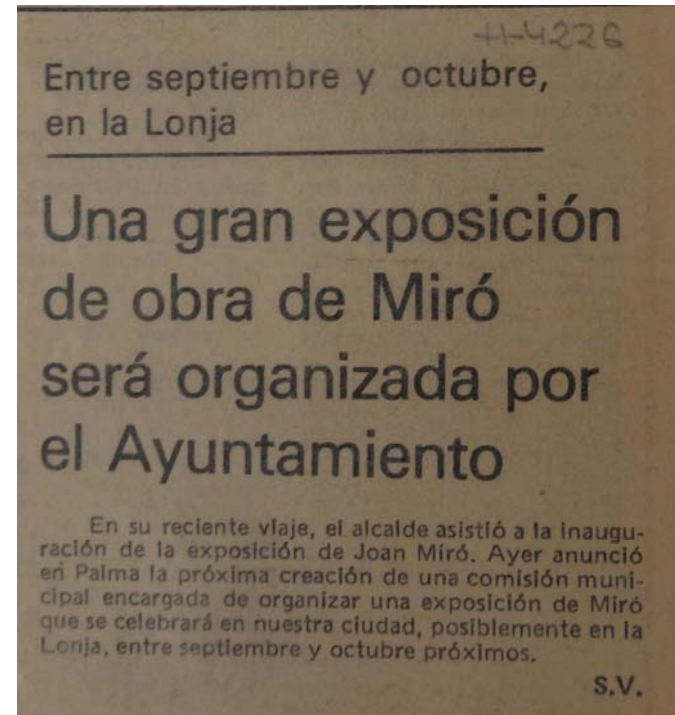 H-4226
Entre septiembre y octubre,
en la Lonja
Una gran exposición
de obra de Miró
será organizada por
el Ayuntamiento
En su reciente viaje, el alcalde asistió a la inaugu-
ración de la exposición de Joan Miró. Ayer anunció
en Palma la próxima creación de una comisión muni-
cipal encargada de organizar una exposición de Miró
que se celebrará en nuestra ciudad, posiblemente en la
Lonja, entre septiembre y octubre próximos.
S.V.